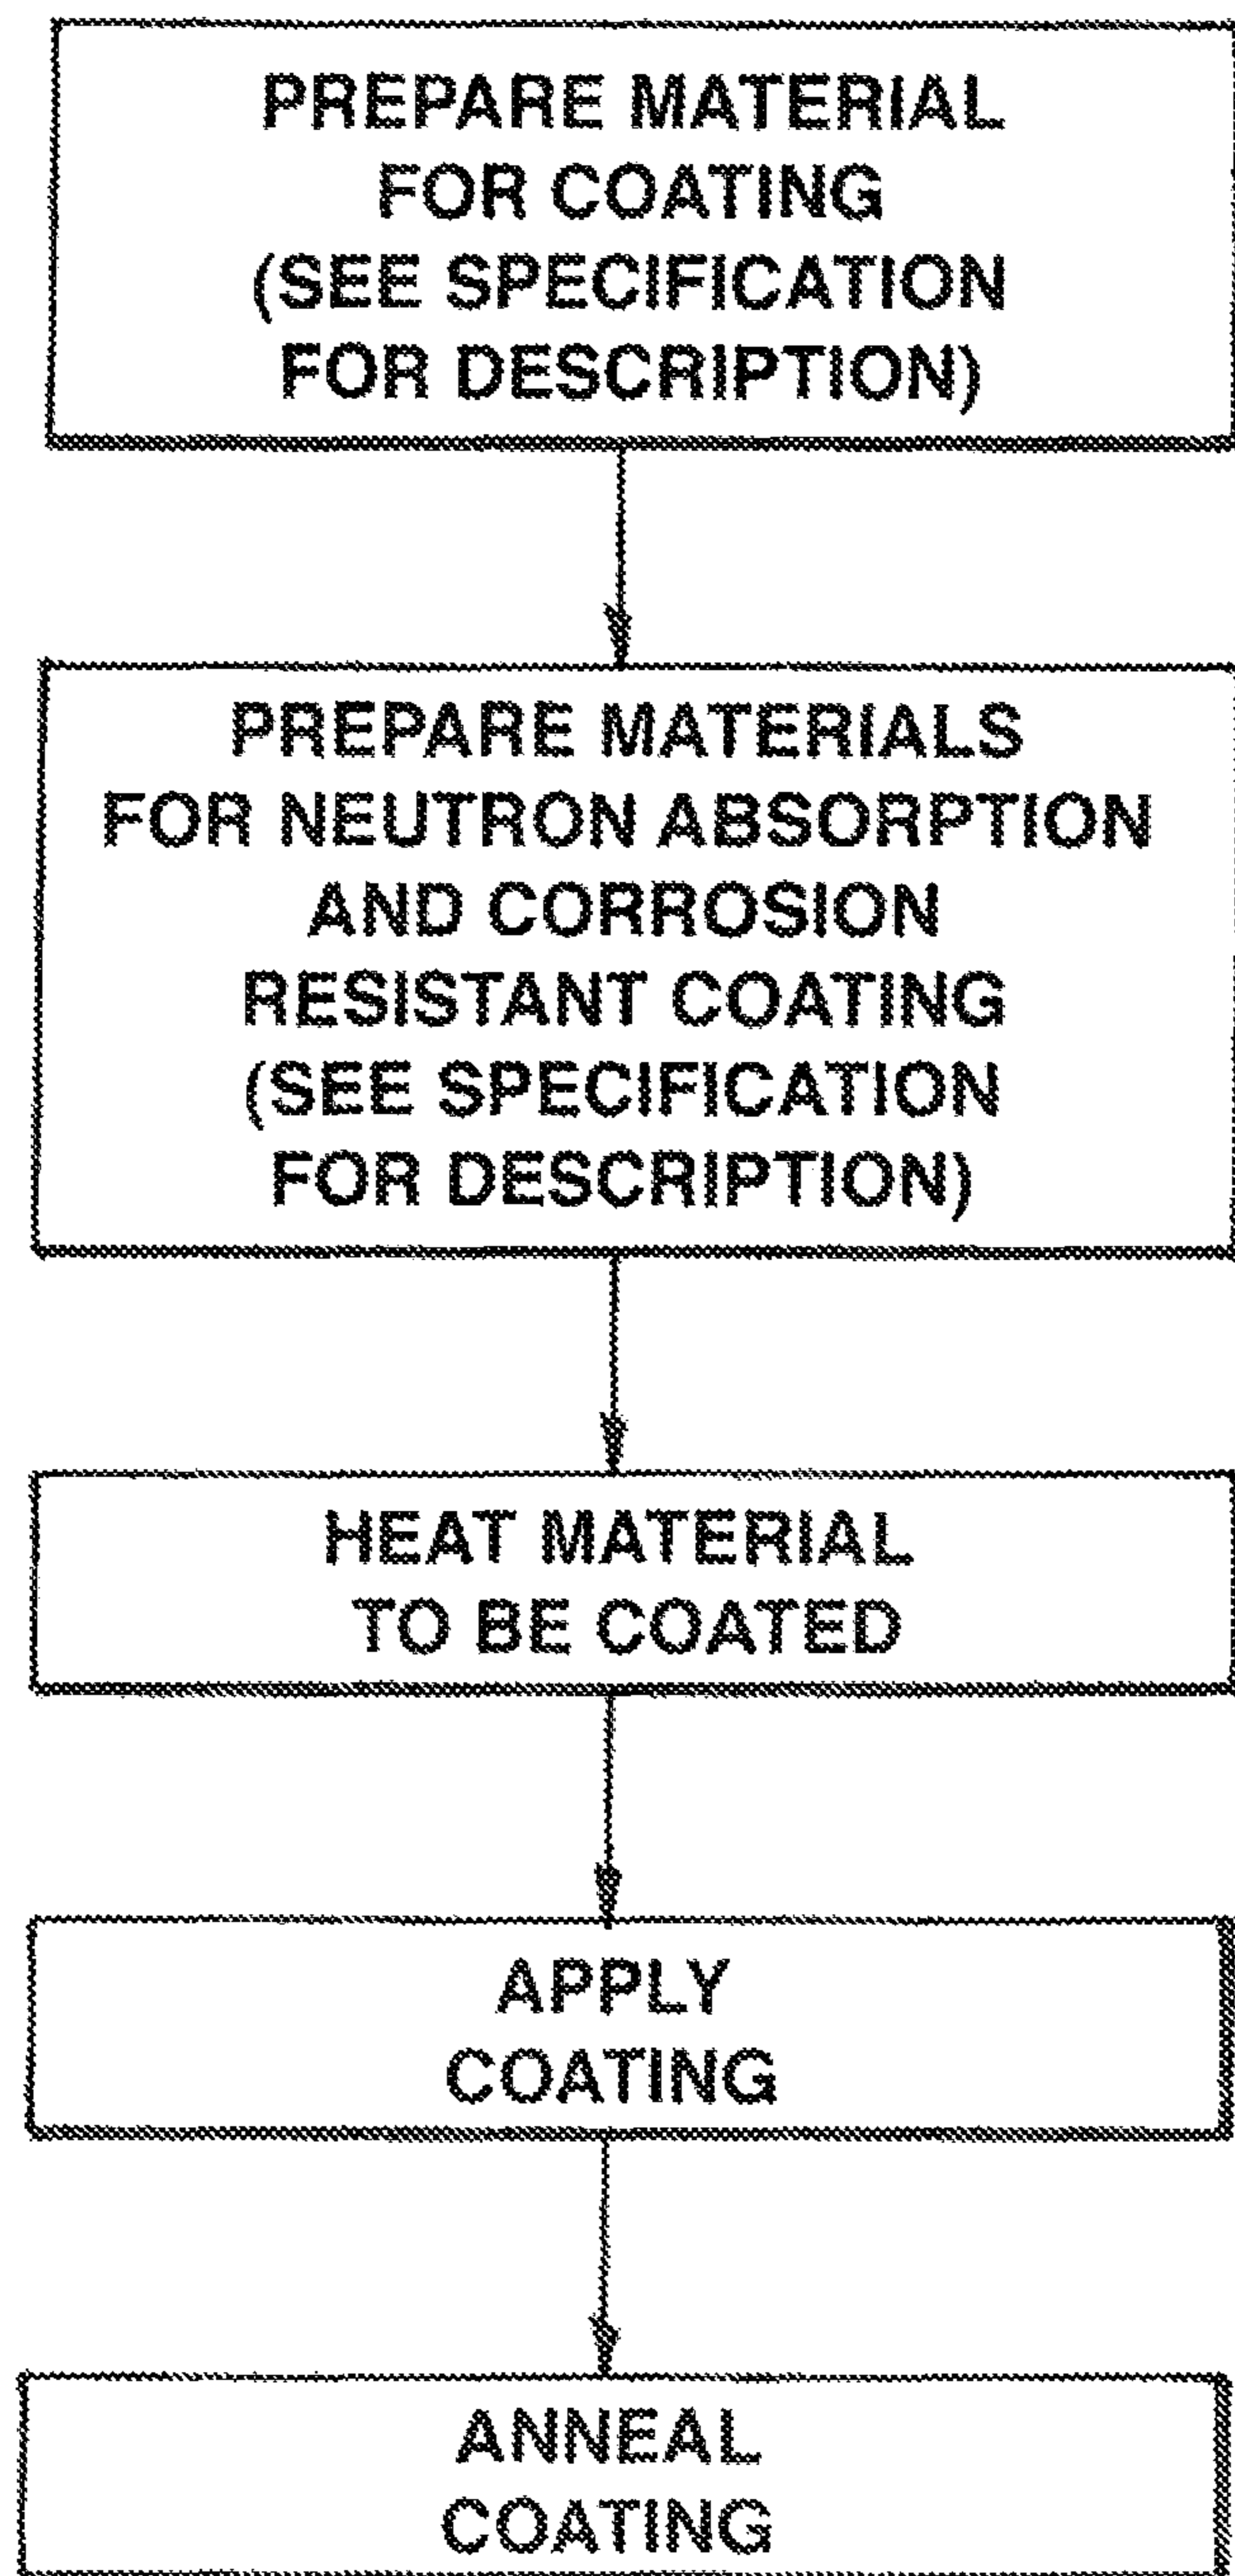 PREPARE MATERIAL
FOR COATING
(SEE SPECIFICATION
FOR DESCRIPTION)
PREPARE MATERIALS
FOR NEUTRON ABSORPTION
AND CORROSION
RESISTANT COATING
(SEE SPECIFICATION
FOR DESCRIPTION)
HEAT MATERIAL
TO BE COATED
APPLY
COATING
ANNEAL
COATING